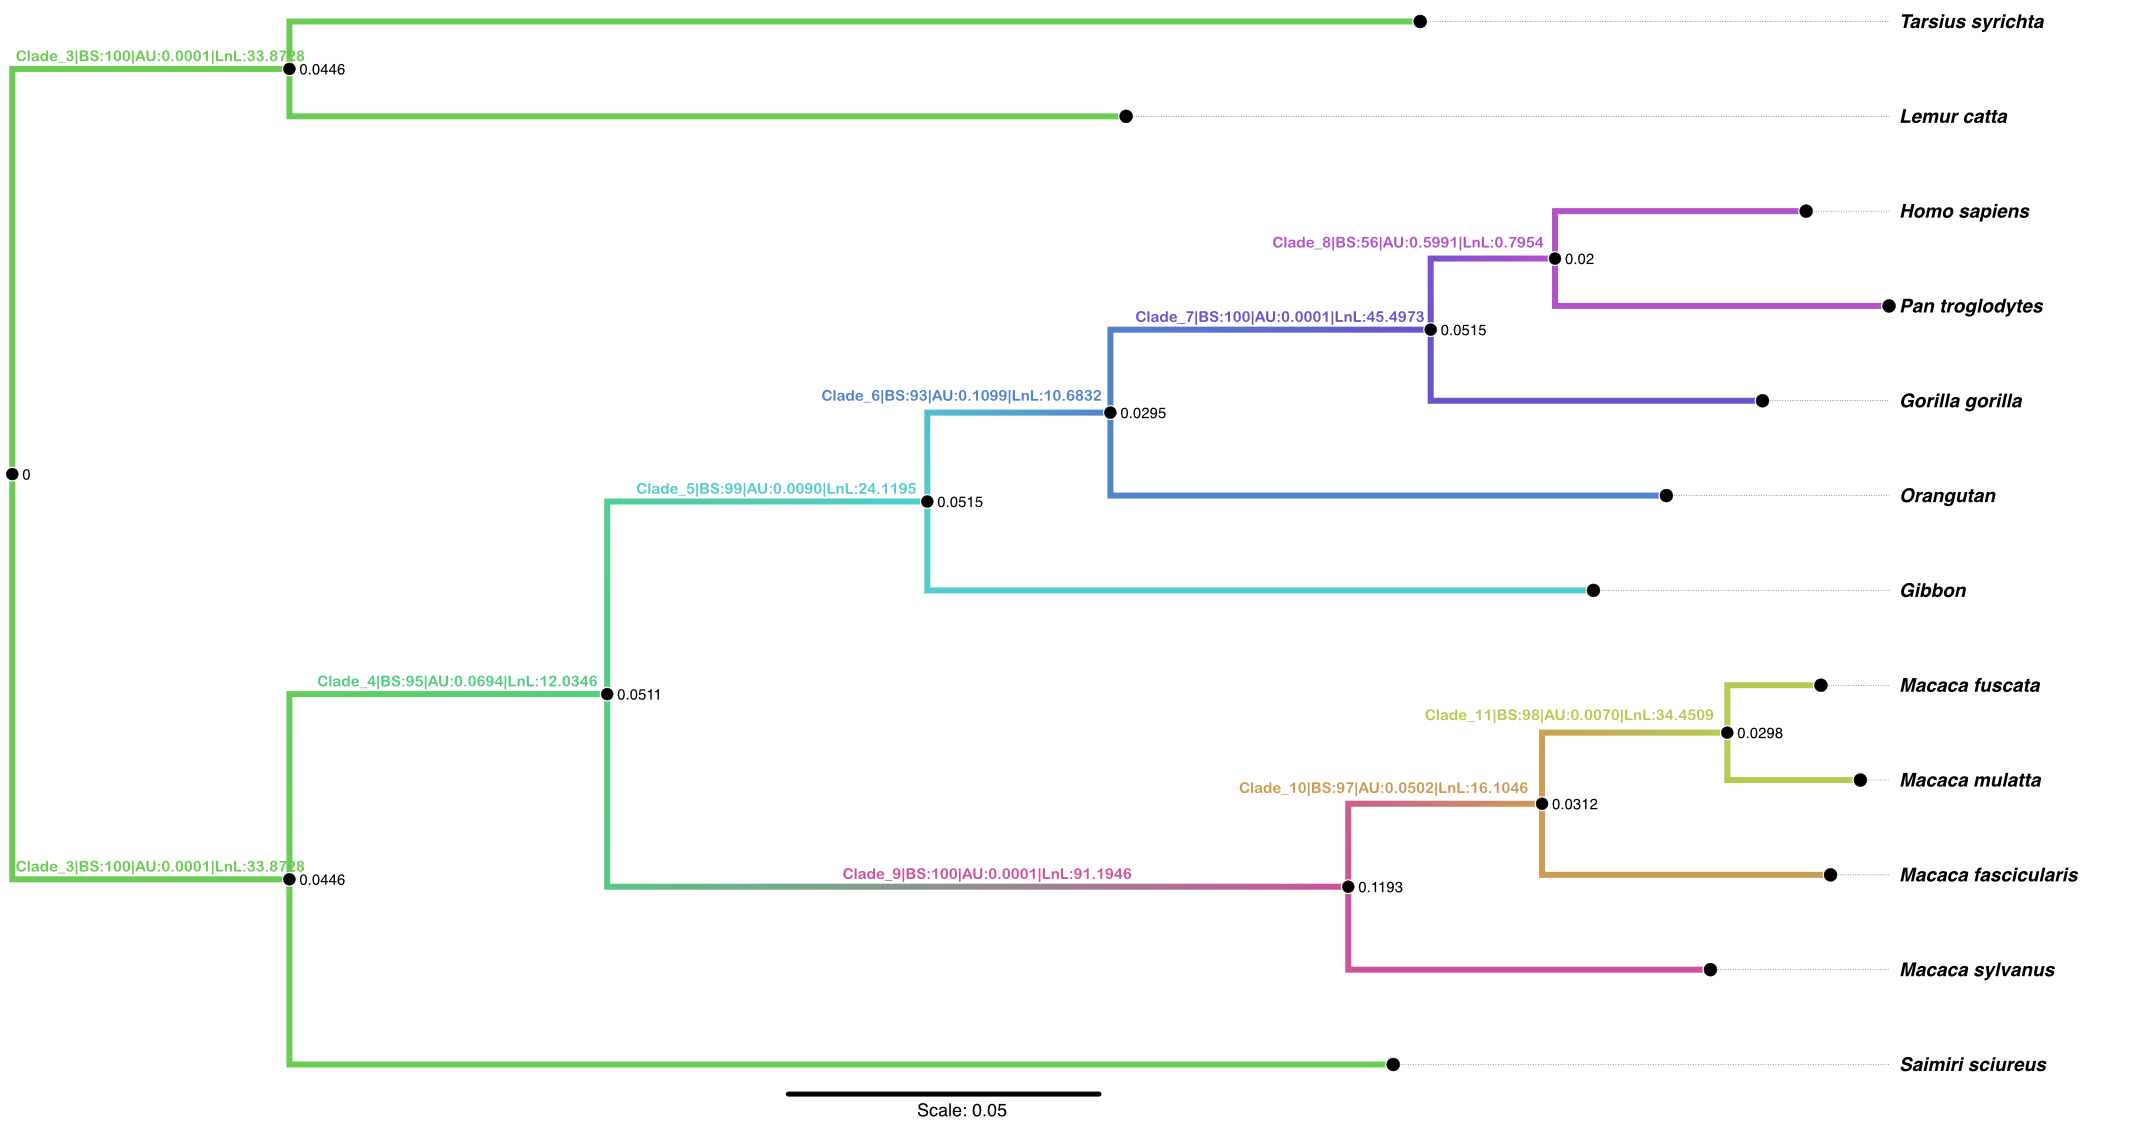 Tarsius syrichta
Clade_3|BS:100|AU:0.0001|LnL:33.8728
0.0446
Lemur catta
Homo sapiens
Clade_8|BS:56|AU:0.5991|LnL:0.7954
0.02
Pan troglodytes
Clade_7|BS:100|AU:0.0001|LnL:45.4973
0.0515
Gorilla gorilla
Clade_6|BS:93|AU:0.1099|LnL:10.6832
0.0295
0
Clade_5|BS:99|AU:0.0090|LnL:24.1195
Orangutan
0.0515
Gibbon
Clade_4|BS:95|AU:0.0694|LnL:12.0346
Macaca fuscata
0.0511
Clade_11|BS:98|AU:0.0070|LnL:34.4509
0.0298
Macaca mulatta
Clade_10|BS:97|AU:0.0502|LnL:16.1046
0.0312
Clade_3|BS:100|AU:0.0001|LnL:33.8728
Clade_9|BS:100|AU:0.0001|LnL:91.1946
Macaca fascicularis
0.0446
0.1193
Macaca sylvanus
Saimiri sciureus
Scale: 0.05